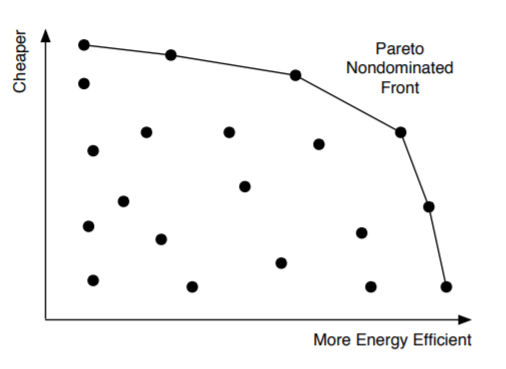 Cheaper
Pareto
Nondominated
Front
More Energy Efficient